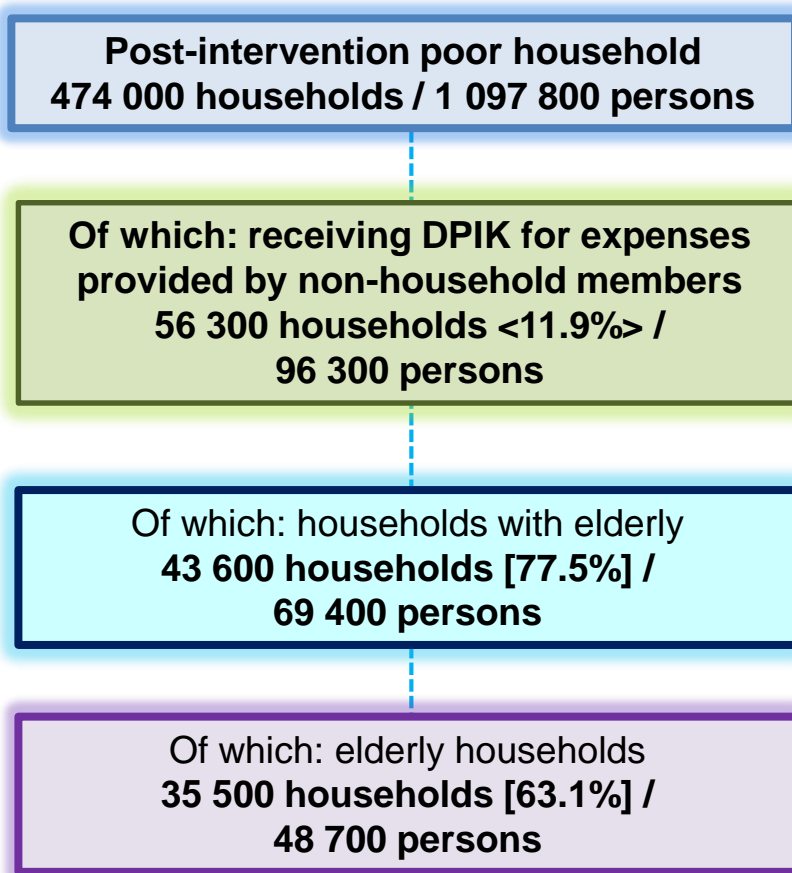 Post-intervention poor household
474 000 households / 1 097 800 persons
Of which: receiving DPIK for expenses
provided by non-household members
56 300 households <11.9%> /
96 300 persons
Of which: households with elderly
43 600 households [77.5%] /
69 400 persons
Of which: elderly households
35 500 households [63.1%] /
48 700 persons